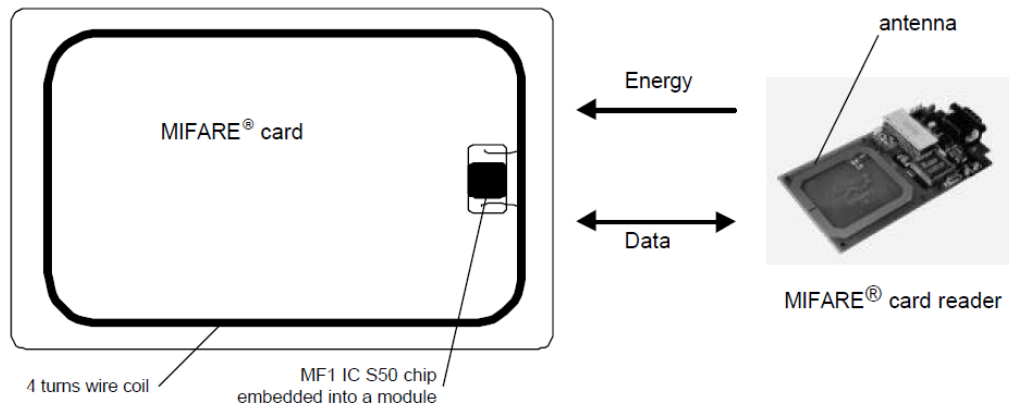 antenna
Energy
MIFARE® card
Data
MIFARE® card reader
4 turns wire coil
MF1 IC S50 chip
embedded into a module